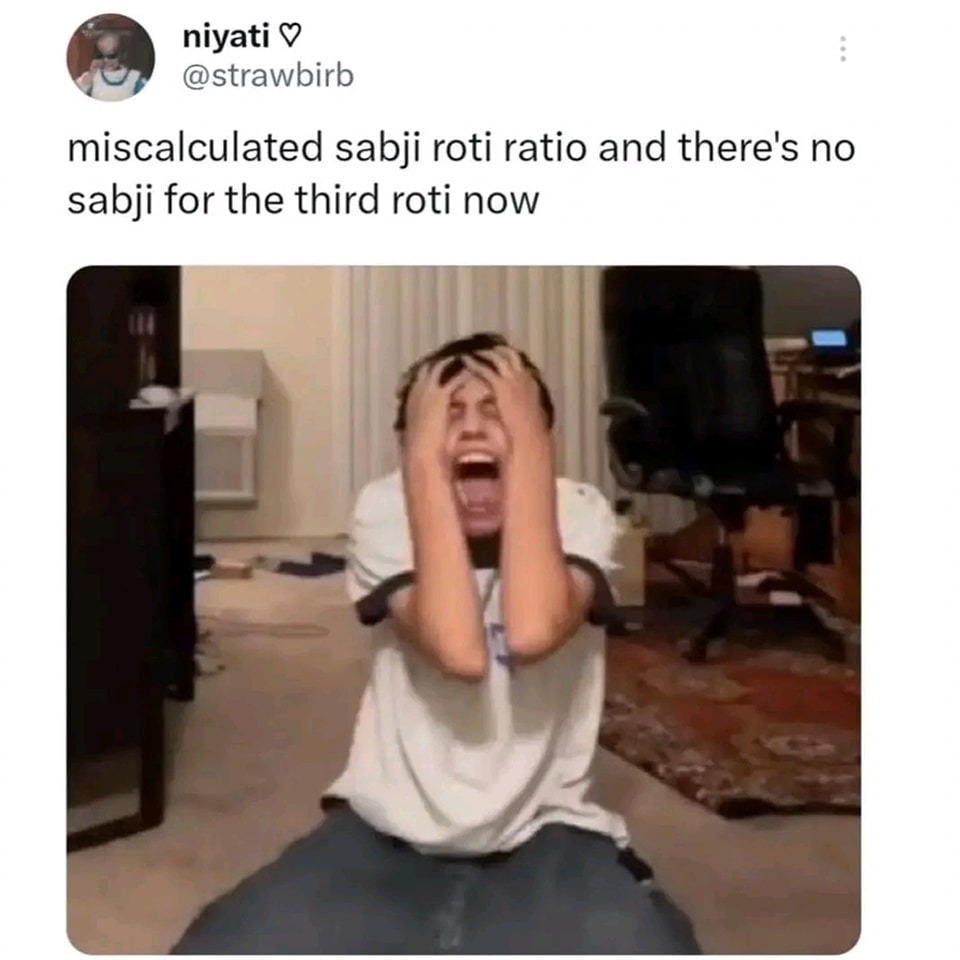 niyati ♡
@strawbirb
miscalculated sabji roti ratio and there's no
sabji for the third roti now